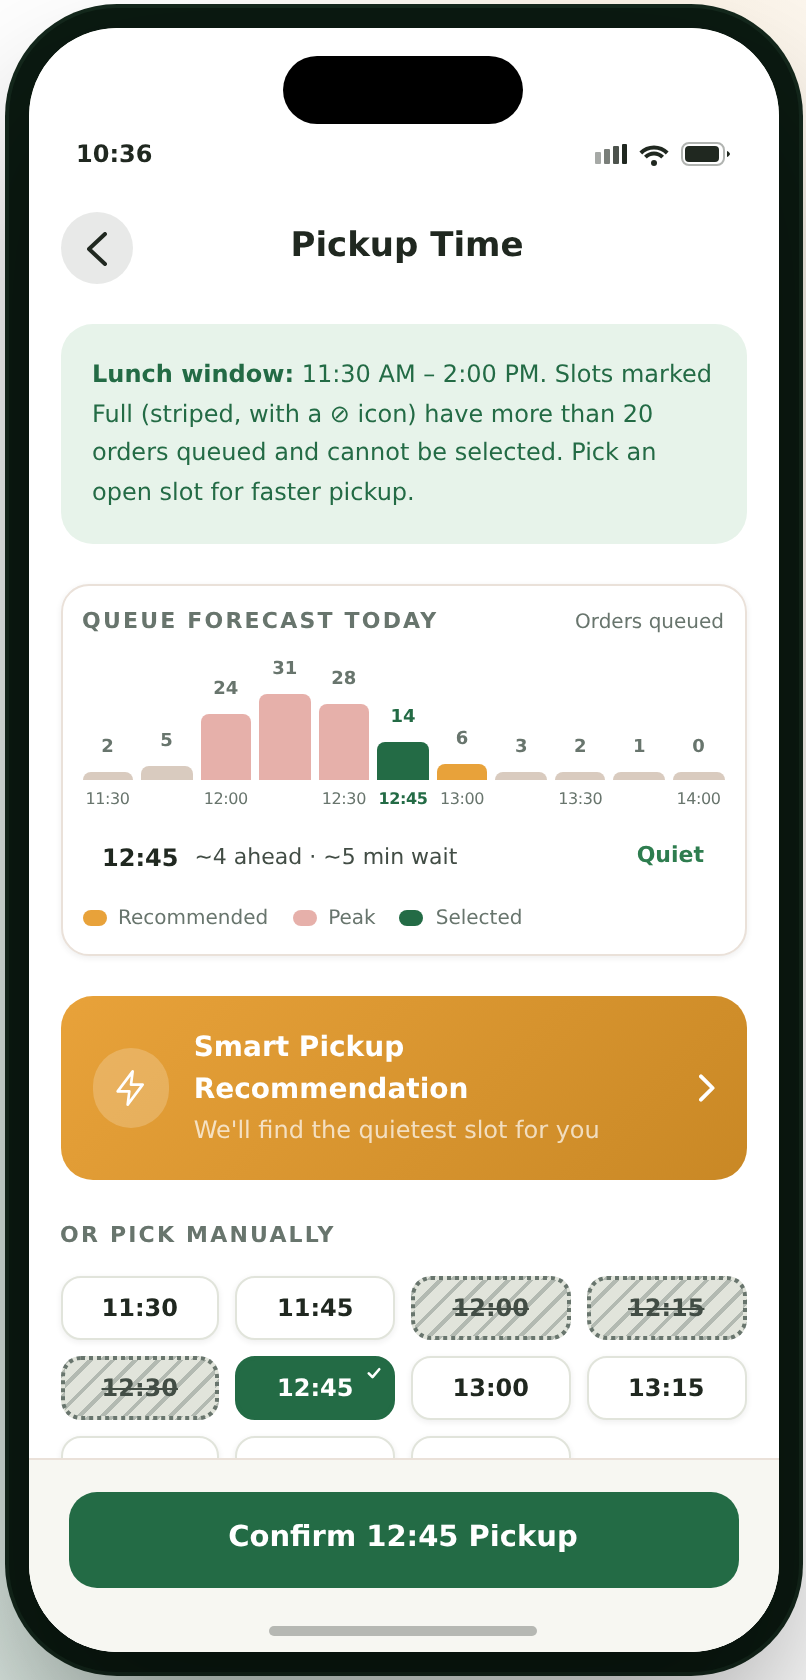 10:36
Pickup Time
Lunch window: 11:30 AM – 2:00 PM. Slots marked
Full (striped, with a ⊘ icon) have more than 20
orders queued and cannot be selected. Pick an
open slot for faster pickup.
QUEUE FORECAST TODAY Orders queued
2 5 24 31 28 14 6 3 2 1 0
11:30 12:00 12:30 12:45 13:00 13:30 14:00
12:45 ~4 ahead · ~5 min wait Quiet
Recommended Peak Selected
Smart Pickup
Recommendation
We'll find the quietest slot for you
OR PICK MANUALLY
11:30 11:45 12:00 12:15
12:30 12:45 13:00 13:15
Confirm 12:45 Pickup